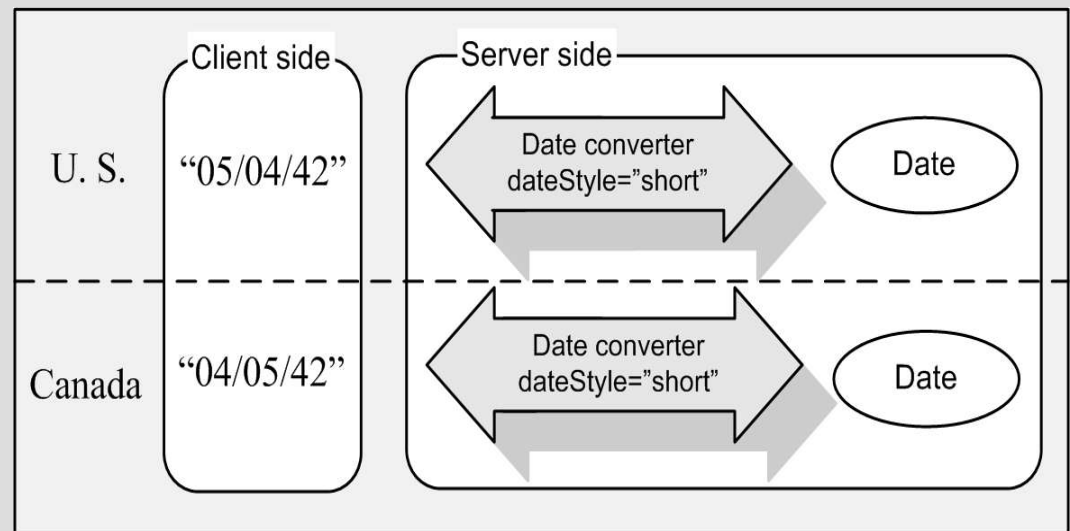 Client side
Server side
U. S.
“05/04/42”
Date converter
dateStyle=”short”
Date
Canada
“04/05/42”
Date converter
dateStyle=”short”
Date